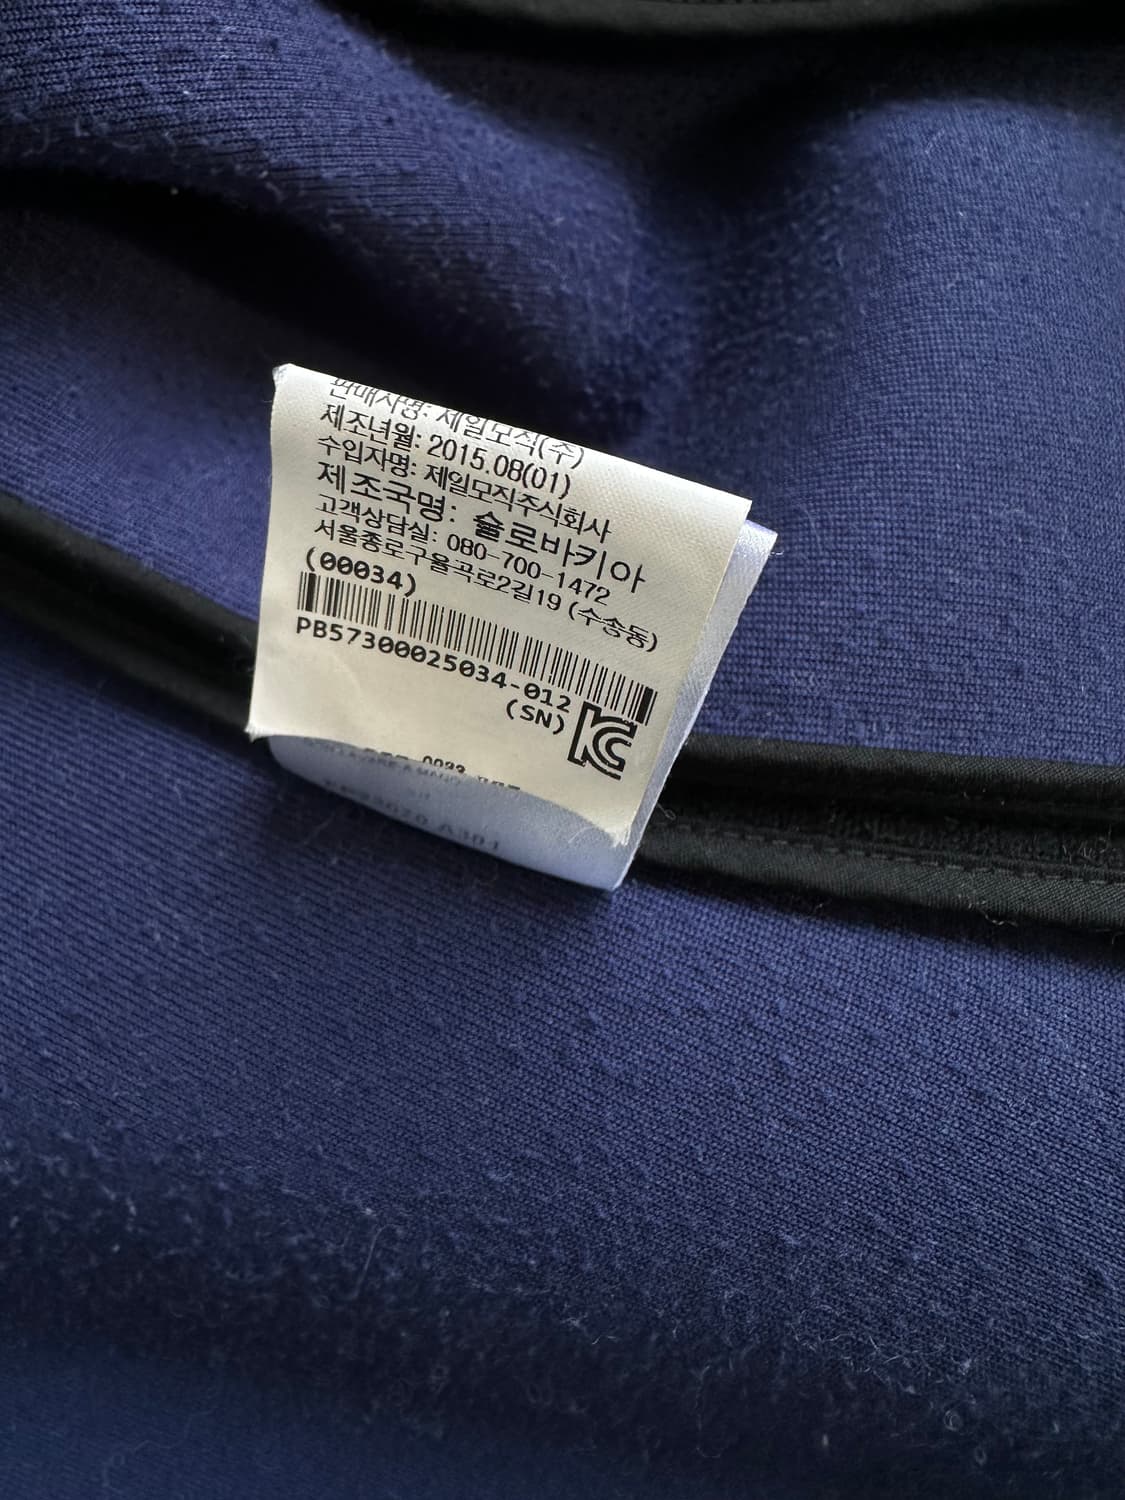 판매자명: 제일모직(주)
제조년월: 2015.08(01)
수입자명: 제일모직주식회사
제조국명: 슬로바키아
고객상담실: 080-700-1472
서울종로구율곡로2길19 (수송동)
(00034)
PB57300025034-012
(SN)